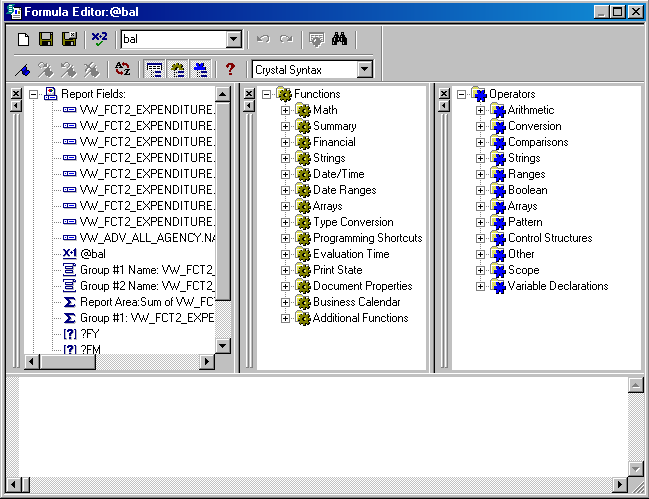 Formula Editor:@bal
X·2 bal
A Z ? Crystal Syntax
Report Fields:
VW_FCT2_EXPENDITURE.
VW_FCT2_EXPENDITURE.
VW_FCT2_EXPENDITURE.
VW_FCT2_EXPENDITURE.
VW_FCT2_EXPENDITURE.
VW_FCT2_EXPENDITURE.
VW_FCT2_EXPENDITURE.
VW_FCT2_EXPENDITURE.
VW_ADV_ALL_AGENCY.NA
X·1 @bal
Group #1 Name: VW_FCT2_
Group #2 Name: VW_FCT2_
Σ Report Area:Sum of VW_FC
Σ Group #1: VW_FCT2_EXPE
[?] ?FY
[?] ?FM
Functions
Math
Summary
Financial
Strings
Date/Time
Date Ranges
Arrays
Type Conversion
Programming Shortcuts
Evaluation Time
Print State
Document Properties
Business Calendar
Additional Functions
Operators
Arithmetic
Conversion
Comparisons
Strings
Ranges
Boolean
Arrays
Pattern
Control Structures
Other
Scope
Variable Declarations